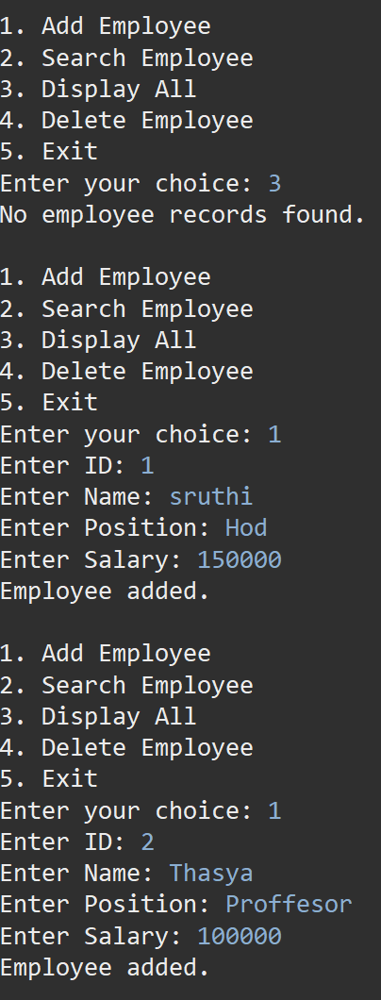 1. Add Employee
2. Search Employee
3. Display All
4. Delete Employee
5. Exit
Enter your choice: 3
No employee records found.
1. Add Employee
2. Search Employee
3. Display All
4. Delete Employee
5. Exit
Enter your choice: 1
Enter ID: 1
Enter Name: sruthi
Enter Position: Hod
Enter Salary: 150000
Employee added.
1. Add Employee
2. Search Employee
3. Display All
4. Delete Employee
5. Exit
Enter your choice: 1
Enter ID: 2
Enter Name: Thasya
Enter Position: Proffesor
Enter Salary: 100000
Employee added.